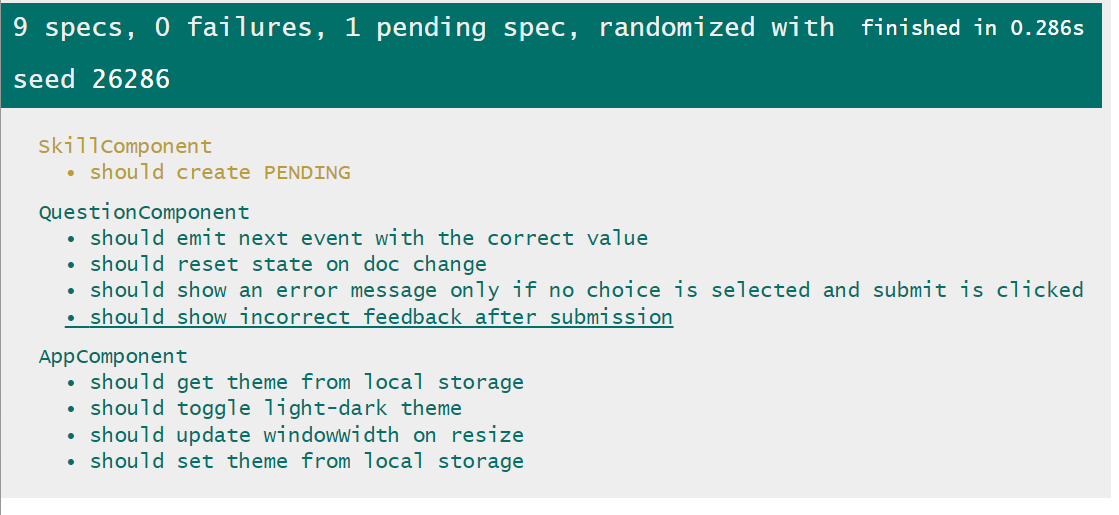 9 specs, 0 failures, 1 pending spec, randomized with finished in 0.286s
seed 26286
SkillComponent
• should create PENDING
QuestionComponent
• should emit next event with the correct value
• should reset state on doc change
• should show an error message only if no choice is selected and submit is clicked
• should show incorrect feedback after submission
AppComponent
• should get theme from local storage
• should toggle light-dark theme
• should update windowWidth on resize
• should set theme from local storage